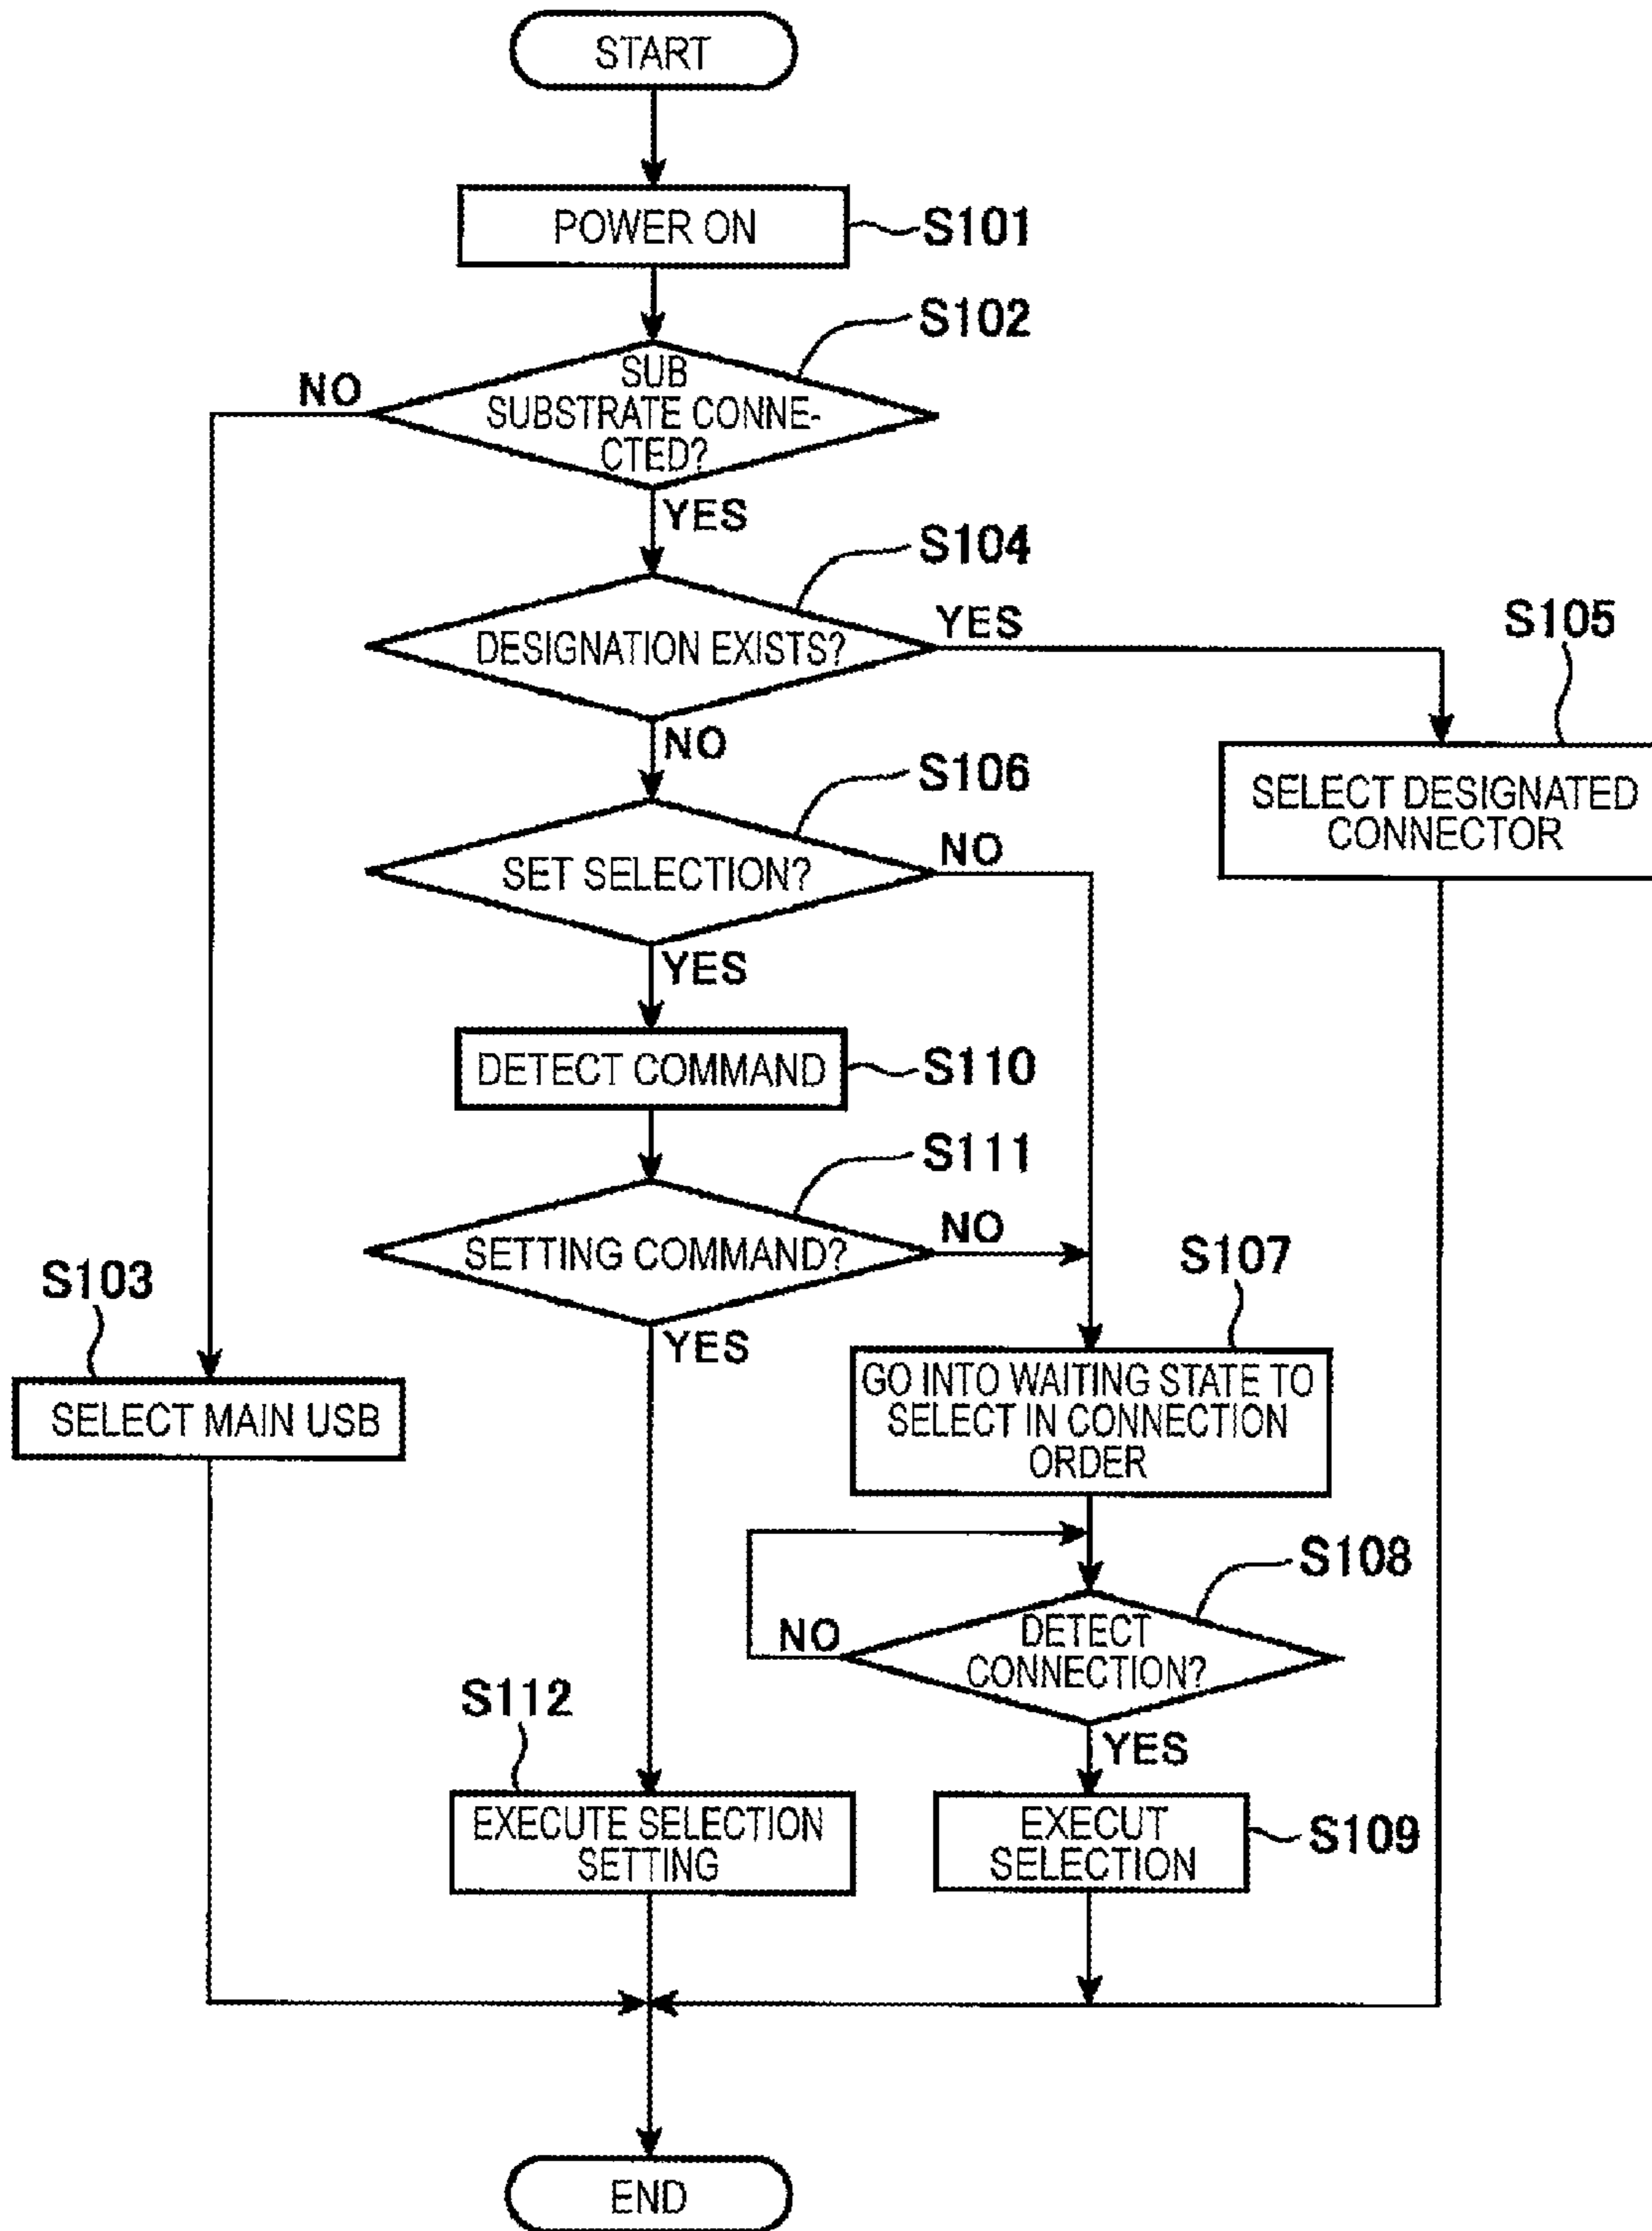 START
POWER ON
S101
S102
NO
SUB
SUBSTRATE CONNE-
CTED?
YES
S104
DESIGNATION EXISTS?
YES
S105
NO
SELECT DESIGNATED
CONNECTOR
S106
SET SELECTION?
NO
YES
DETECT COMMAND
S110
S111
SETTING COMMAND?
NO
S107
S103
YES
GO INTO WAITING STATE TO
SELECT IN CONNECTION
ORDER
SELECT MAIN USB
S108
DETECT
CONNECTION?
NO
S112
YES
EXECUTE SELECTION
SETTING
EXECUT
SELECTION
S109
END